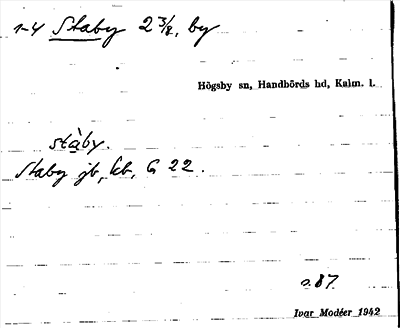 1-4 Staby 2 3/8, by
Högsby sn, Handbörds hd, Kalm. l.
stàby.
Staby jb, kb, G 22.
s. 87.
Ivar Modéer 1942